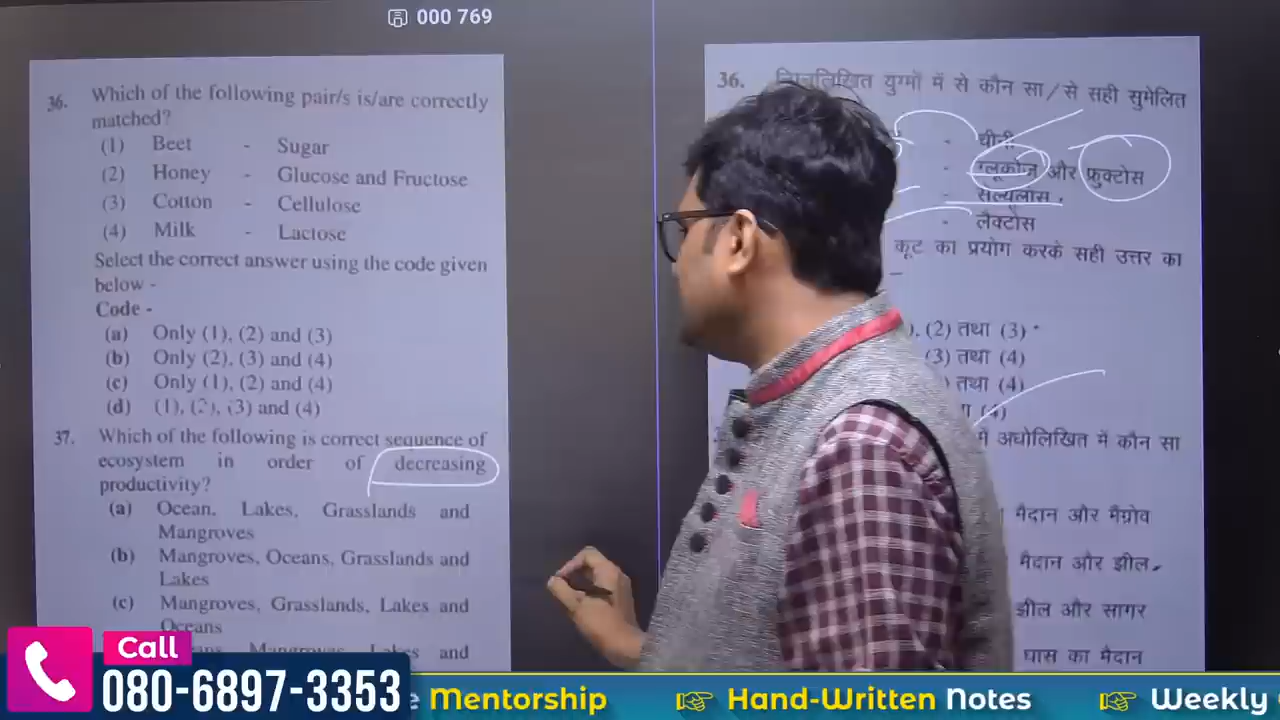 000 769
36. Which of the following pair/s is/are correctly
matched?
(1) Beet - Sugar
(2) Honey - Glucose and Fructose
(3) Cotton - Cellulose
(4) Milk - Lactose
Select the correct answer using the code given
below -
Code -
(a) Only (1), (2) and (3)
(b) Only (2), (3) and (4)
(c) Only (1), (2) and (4)
(d) (1), (2), (3) and (4)
37. Which of the following is correct sequence of
ecosystem in order of decreasing
productivity?
(a) Ocean, Lakes, Grasslands and
Mangroves
(b) Mangroves, Oceans, Grasslands and
Lakes
(c) Mangroves, Grasslands, Lakes and
Oceans
Mangroves, Lakes and
36. निम्नलिखित युग्मों में से कौन सा/से सही सुमेलित
- चीनी
- ग्लूकोज और फ्रुक्टोस
- सेल्यूलोस
- लैक्टोस
कूट का प्रयोग करके सही उत्तर का
(2) तथा (3)
(3) तथा (4)
तथा (4)
(4)
में अधोलिखित में कौन सा
मैदान और मैंग्रोव
मैदान और झील
झील और सागर
घास का मैदान
Call
080-6897-3353
Mentorship
Hand-Written Notes
Weekly